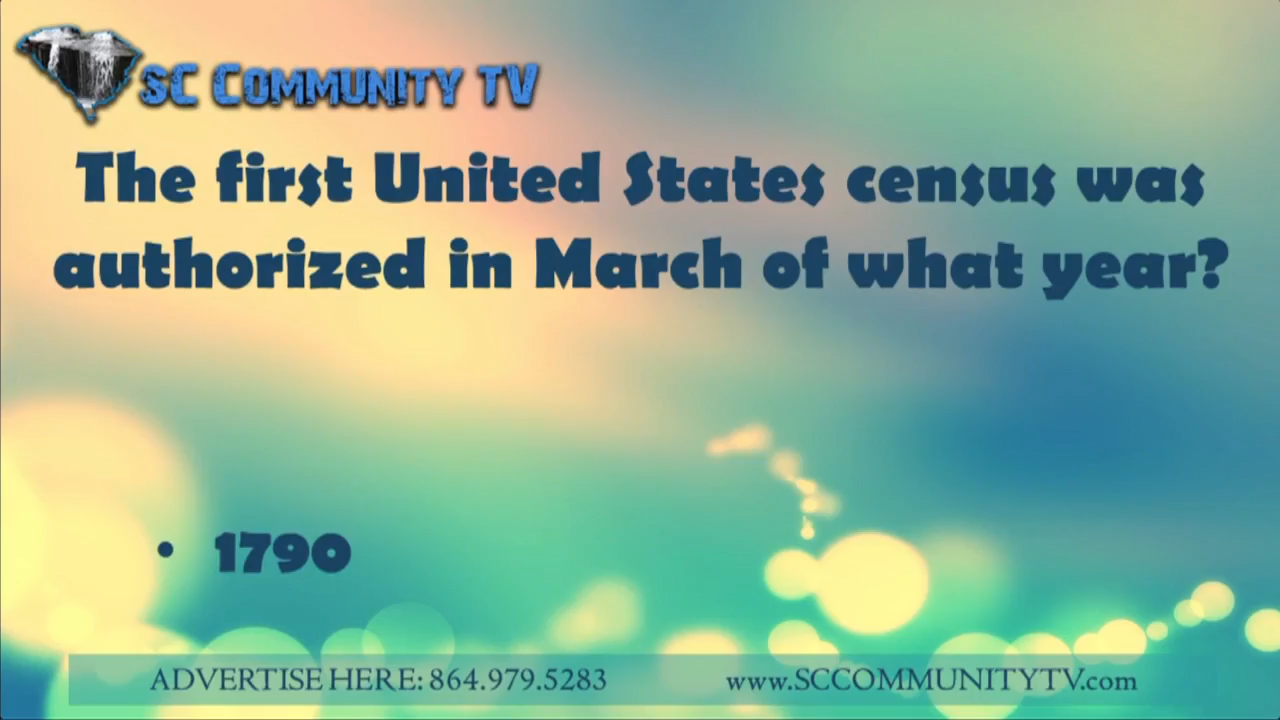 SC COMMUNITY TV
The first United States census was
authorized in March of what year?
• 1790
ADVERTISE HERE: 864.979.5283 www.SCCOMMUNITYTV.com